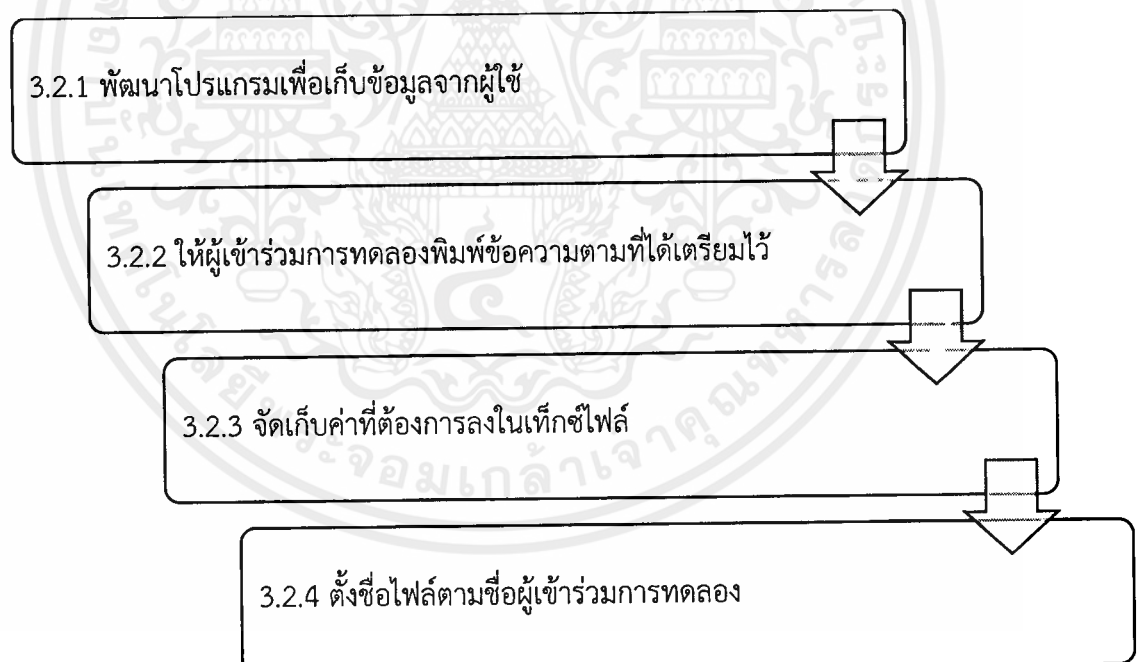 3.2.1 พัฒนาโปรแกรมเพื่อเก็บข้อมูลจากผู้ใช้
3.2.2 ให้ผู้เข้าร่วมการทดลองพิมพ์ข้อความตามที่ได้เตรียมไว้
3.2.3 จัดเก็บค่าที่ต้องการลงในเท็กซ์ไฟล์
3.2.4 ตั้งชื่อไฟล์ตามชื่อผู้เข้าร่วมการทดลอง